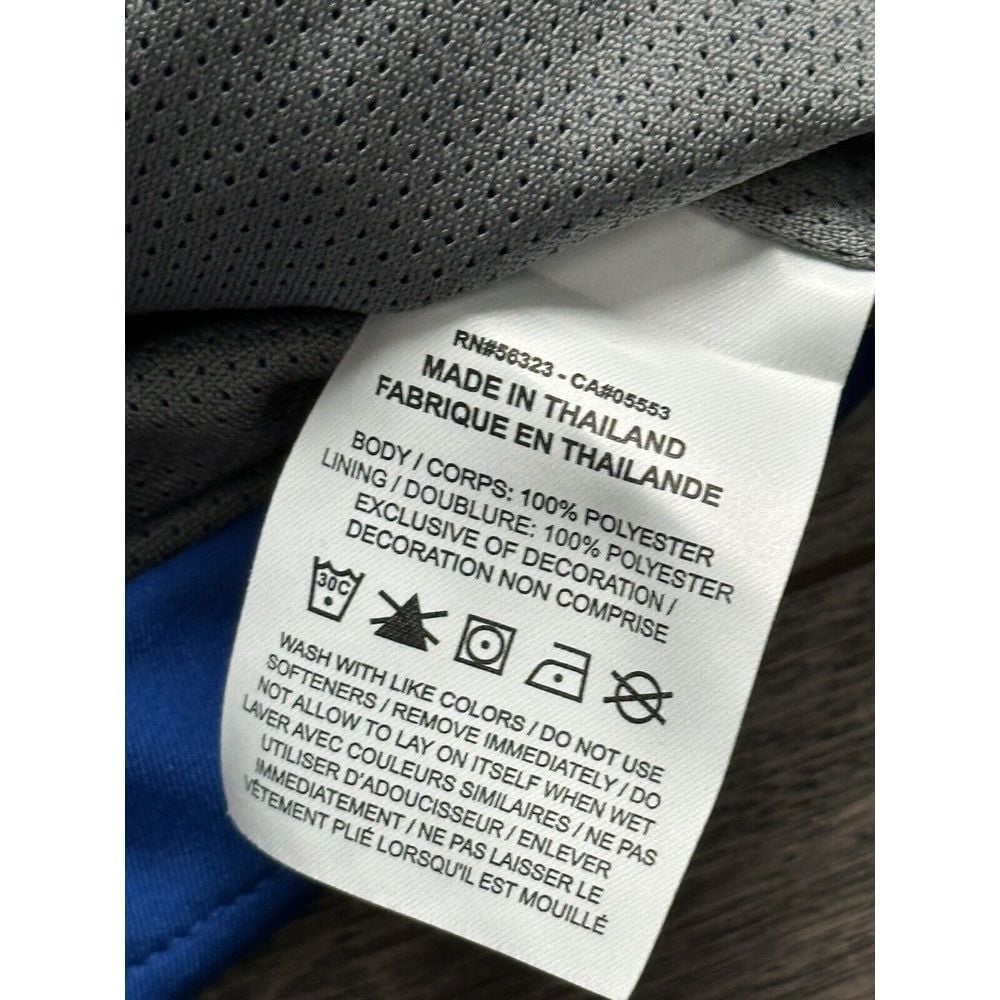 RN#56323 - CA#05553
MADE IN THAILAND
FABRIQUE EN THAILANDE
BODY / CORPS: 100% POLYESTER
LINING / DOUBLURE: 100% POLYESTER
EXCLUSIVE OF DECORATION /
DECORATION NON COMPRISE
30C
WASH WITH LIKE COLORS / DO NOT USE
SOFTENERS / REMOVE IMMEDIATELY / DO
NOT ALLOW TO LAY ON ITSELF WHEN WET
LAVER AVEC COULEURS SIMILAIRES / NE PAS
UTILISER D'ADOUCISSEUR / ENLEVER
IMMEDIATEMENT / NE PAS LAISSER LE
VÊTEMENT PLIÉ LORSQU'IL EST MOUILLÉ